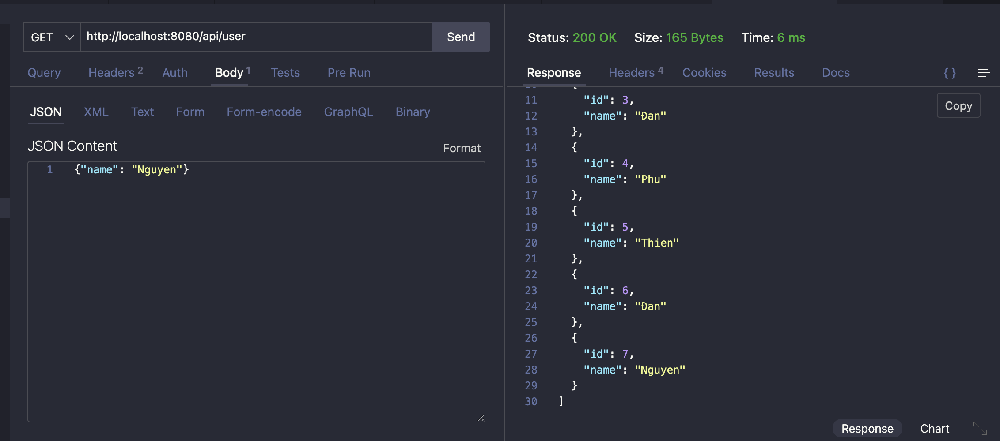 GET http://localhost:8080/api/user Send
Query Headers 2 Auth Body 1 Tests Pre Run
JSON XML Text Form Form-encode GraphQL Binary
JSON Content Format
1 {"name": "Nguyen"}
Status: 200 OK Size: 165 Bytes Time: 6 ms
Response Headers 4 Cookies Results Docs {}
Copy
11 "id": 3,
12 "name": "Đan"
13 },
14 {
15 "id": 4,
16 "name": "Phu"
17 },
18 {
19 "id": 5,
20 "name": "Thien"
21 },
22 {
23 "id": 6,
24 "name": "Đan"
25 },
26 {
27 "id": 7,
28 "name": "Nguyen"
29 }
30 ]
Response Chart